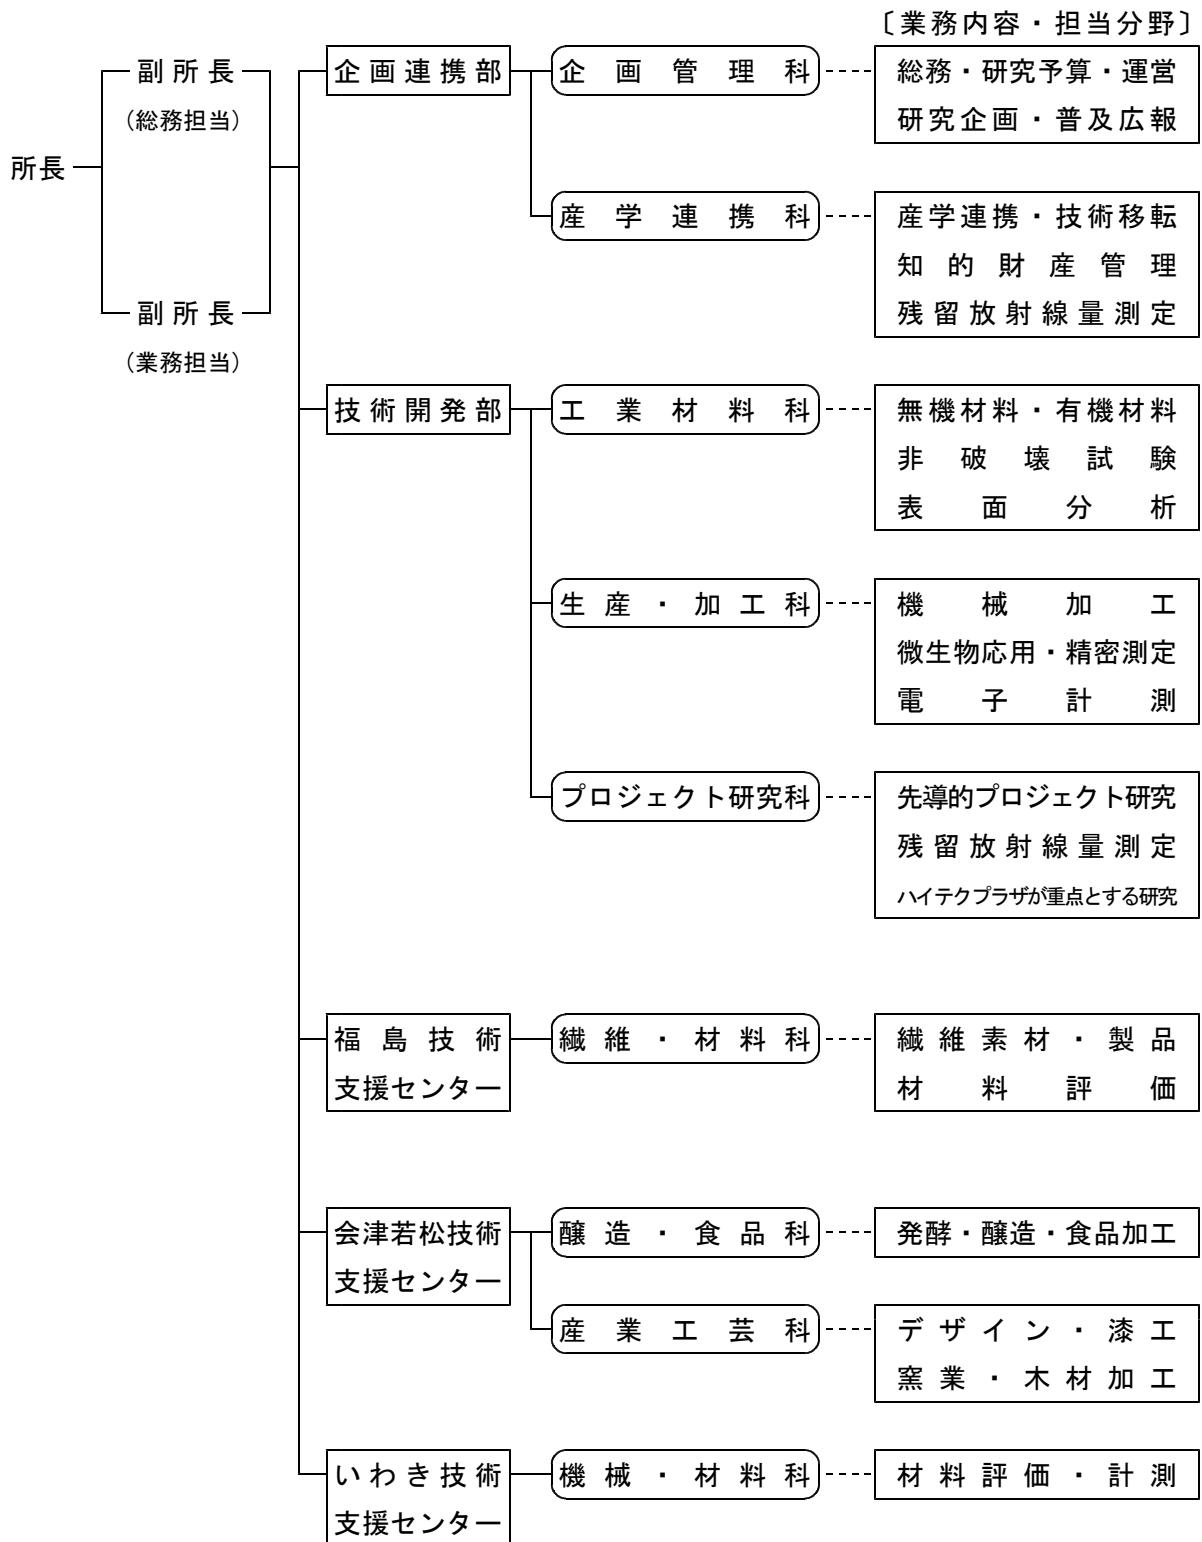 〔業務内容・担当分野〕
所長
副所長
（総務担当）
副所長
（業務担当）
企画連携部
企画管理科
総務・研究予算・運営
研究企画・普及広報
産学連携科
産学連携・技術移転
知的財産管理
残留放射線量測定
技術開発部
工業材料科
無機材料・有機材料
非破壊試験
表面分析
生産・加工科
機械加工
微生物応用・精密測定
電子計測
プロジェクト研究科
先導的プロジェクト研究
残留放射線量測定
ハイテクプラザが重点とする研究
福島技術
支援センター
繊維・材料科
繊維素材・製品
材料評価
会津若松技術
支援センター
醸造・食品科
発酵・醸造・食品加工
産業工芸科
デザイン・漆工
窯業・木材加工
いわき技術
支援センター
機械・材料科
材料評価・計測